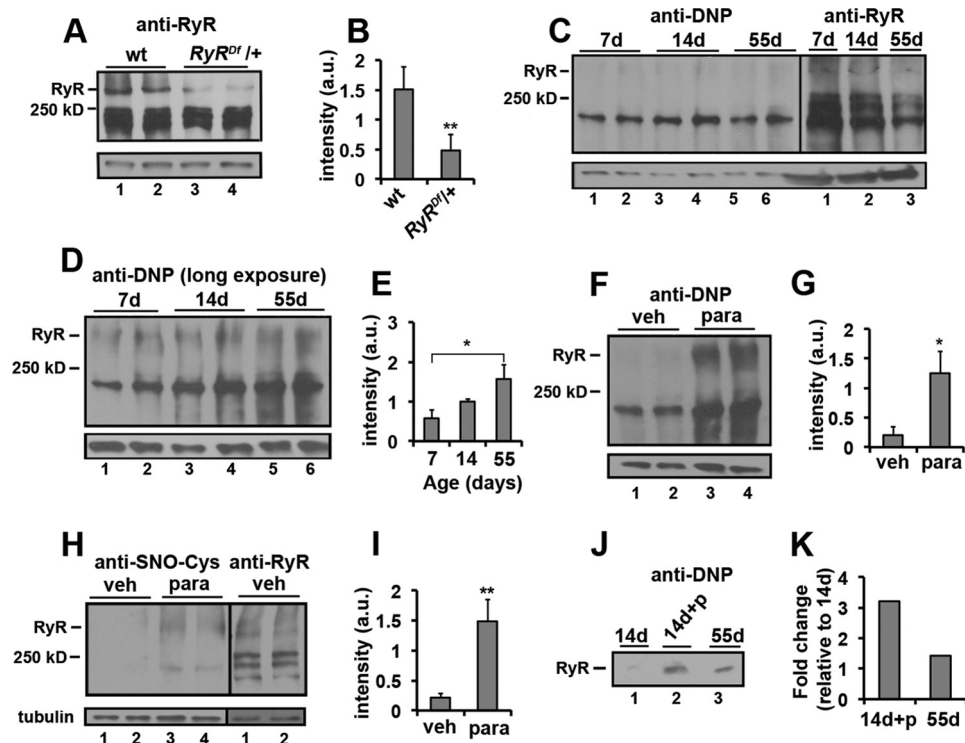 A
anti-RyR
wt RyR^Df /+
RyR
250 kD
1 2 3 4
B
intensity (a.u.)
2
1.5
1
0.5
0
**
wt
RyR^Df/+
C
anti-DNP anti-RyR
7d 14d 55d 7d 14d 55d
RyR
250 kD
1 2 3 4 5 6 1 2 3
D
anti-DNP (long exposure)
7d 14d 55d
RyR
250 kD
1 2 3 4 5 6
E
intensity (a.u.)
3
2
1
0
*
7 14 55
Age (days)
F
anti-DNP
veh para
RyR
250 kD
1 2 3 4
G
intensity (a.u.)
2
1.5
1
0.5
0
*
veh para
H
anti-SNO-Cys anti-RyR
veh para veh
RyR
250 kD
tubulin
1 2 3 4 1 2
I
intensity (a.u.)
2
1.5
1
0.5
0
**
veh para
J
anti-DNP
14d 14d+p 55d
RyR
1 2 3
K
Fold change
(relative to 14d)
4
3
2
1
0
14d+p 55d